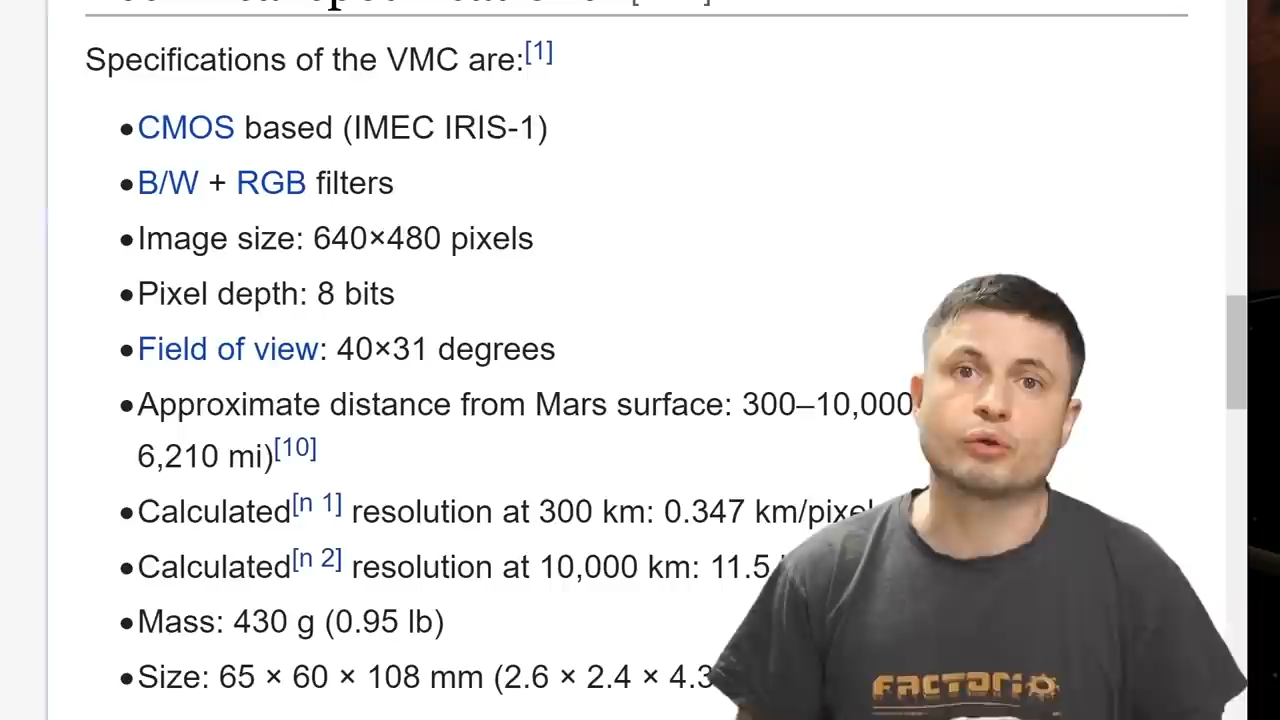 Specifications of the VMC are:[1]
•CMOS based (IMEC IRIS-1)
•B/W + RGB filters
•Image size: 640×480 pixels
•Pixel depth: 8 bits
•Field of view: 40×31 degrees
•Approximate distance from Mars surface: 300–10,000
6,210 mi)[10]
•Calculated[n 1] resolution at 300 km: 0.347 km/pixel
•Calculated[n 2] resolution at 10,000 km: 11.5
•Mass: 430 g (0.95 lb)
•Size: 65 × 60 × 108 mm (2.6 × 2.4 × 4.3
FACTORIO